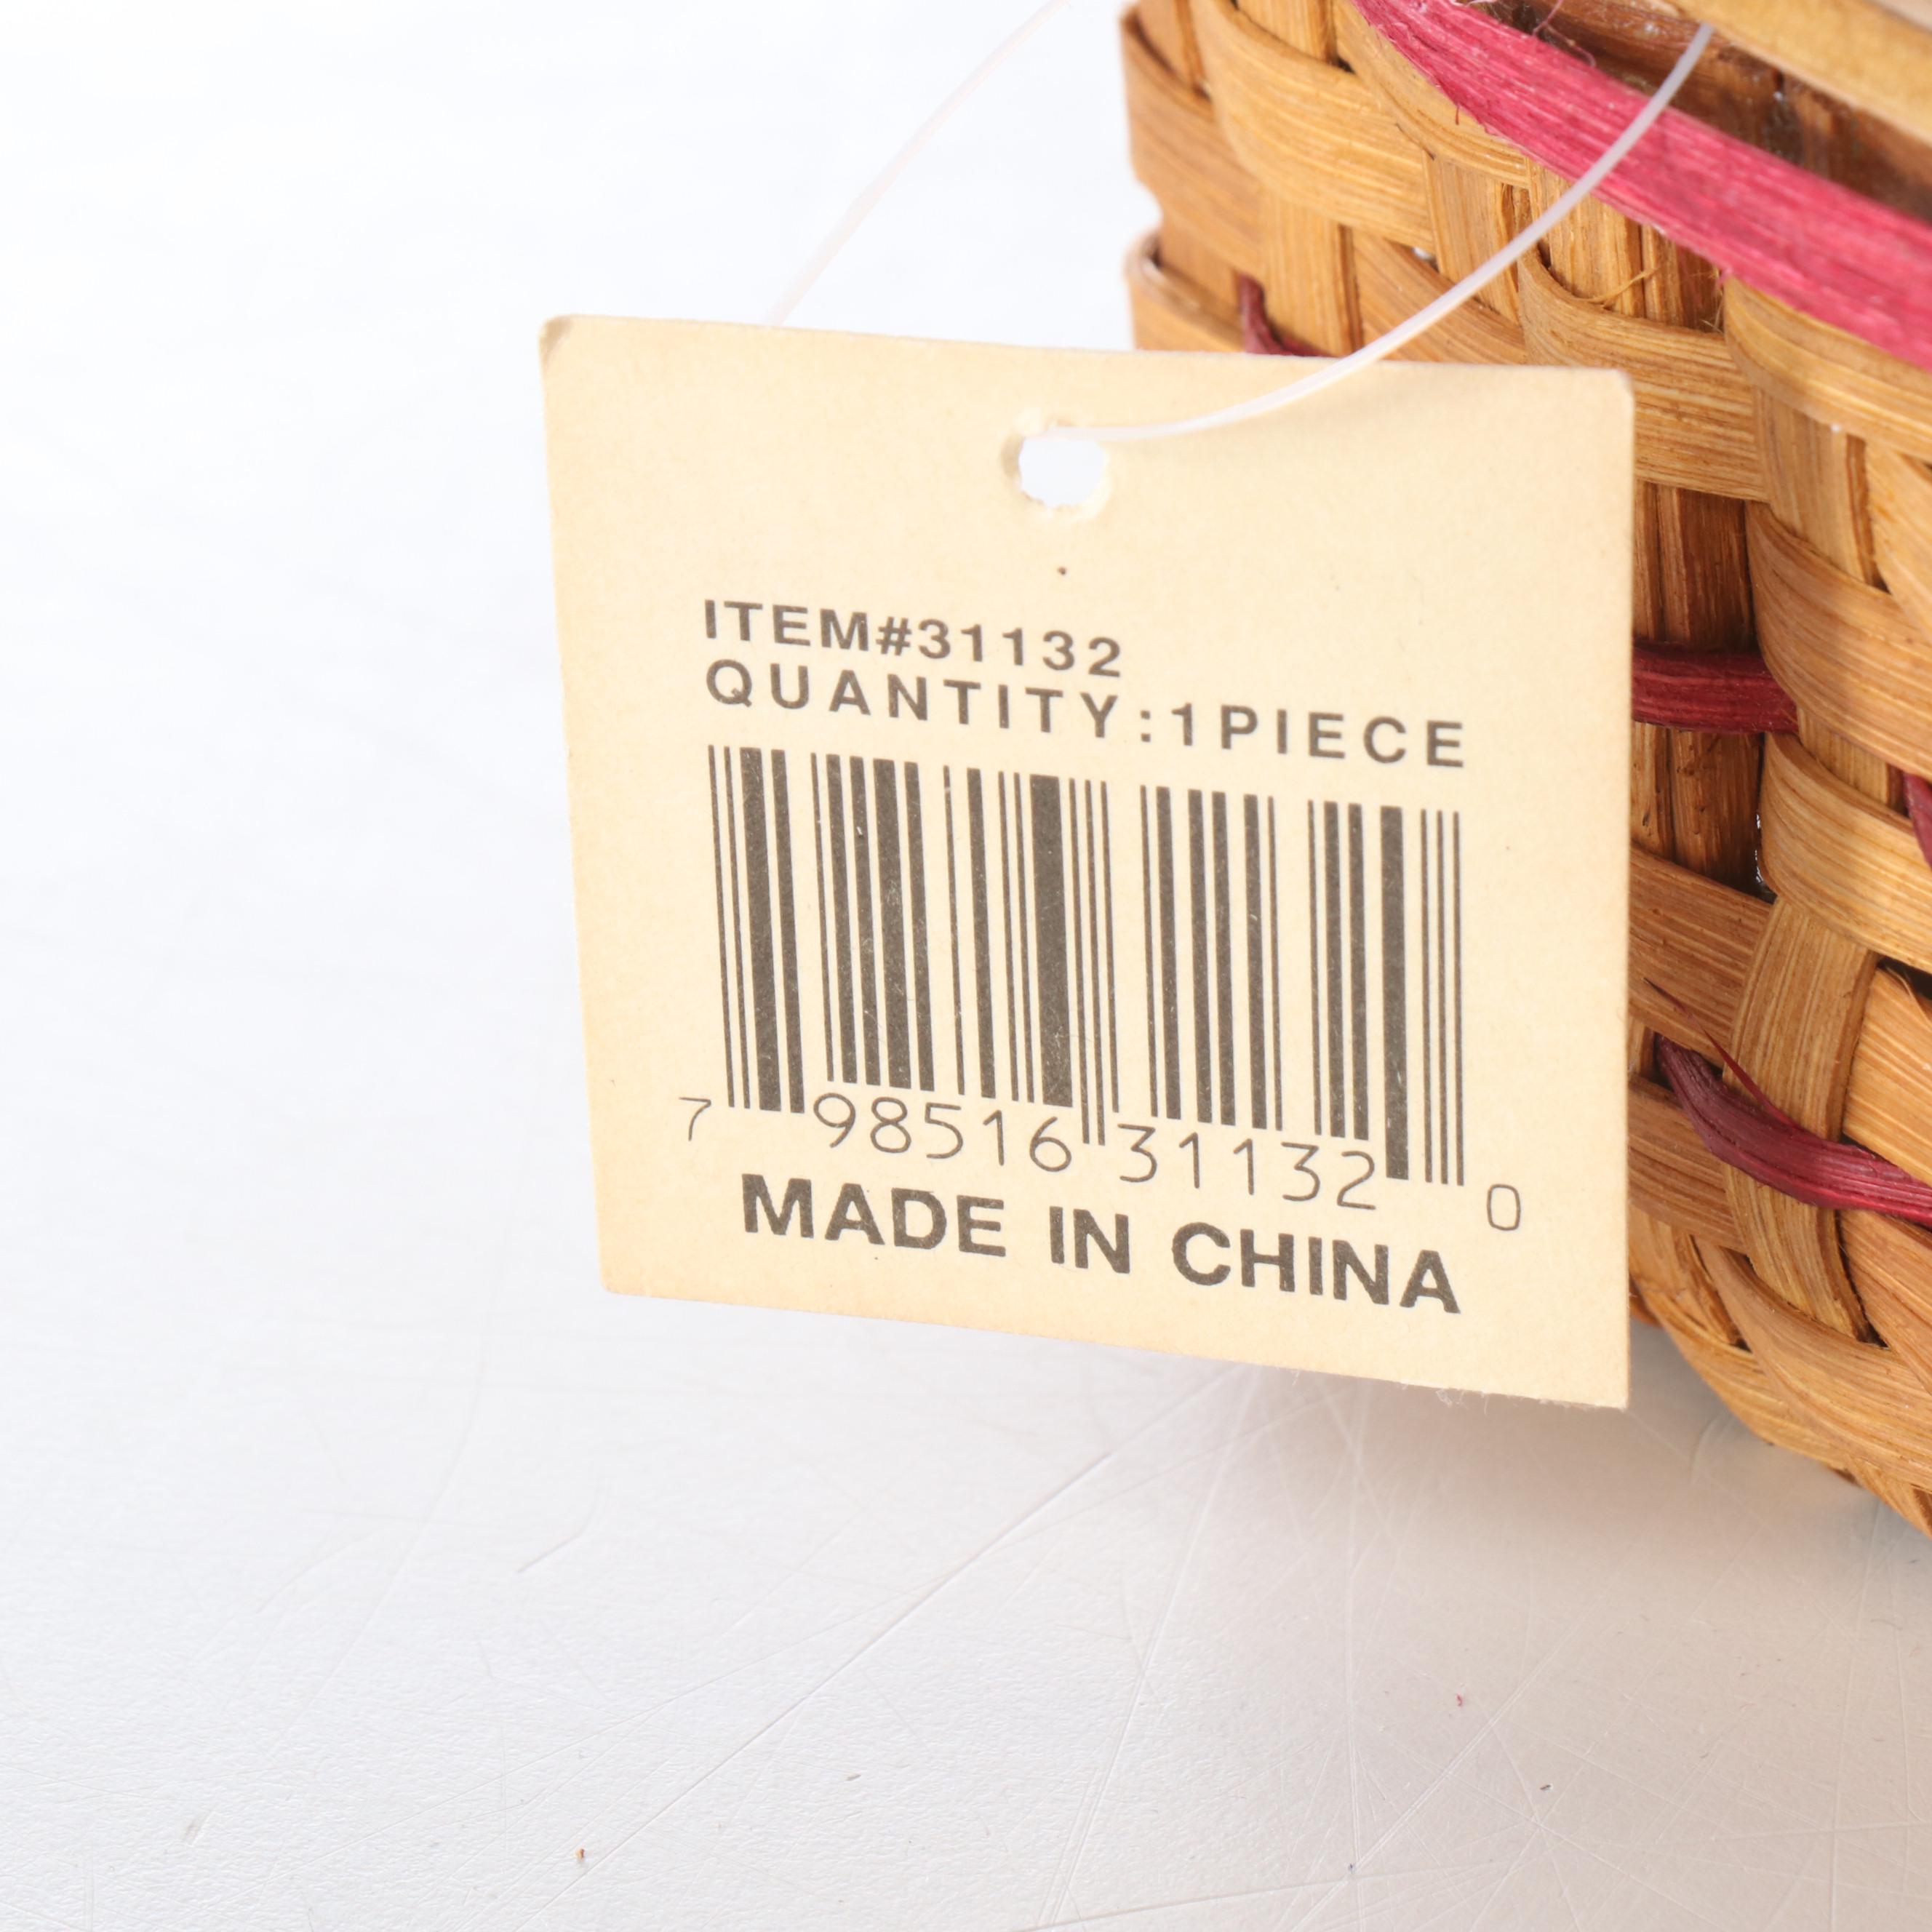 ITEM#31132
QUANTITY:1PIECE
7 98516 31132 0
MADE IN CHINA